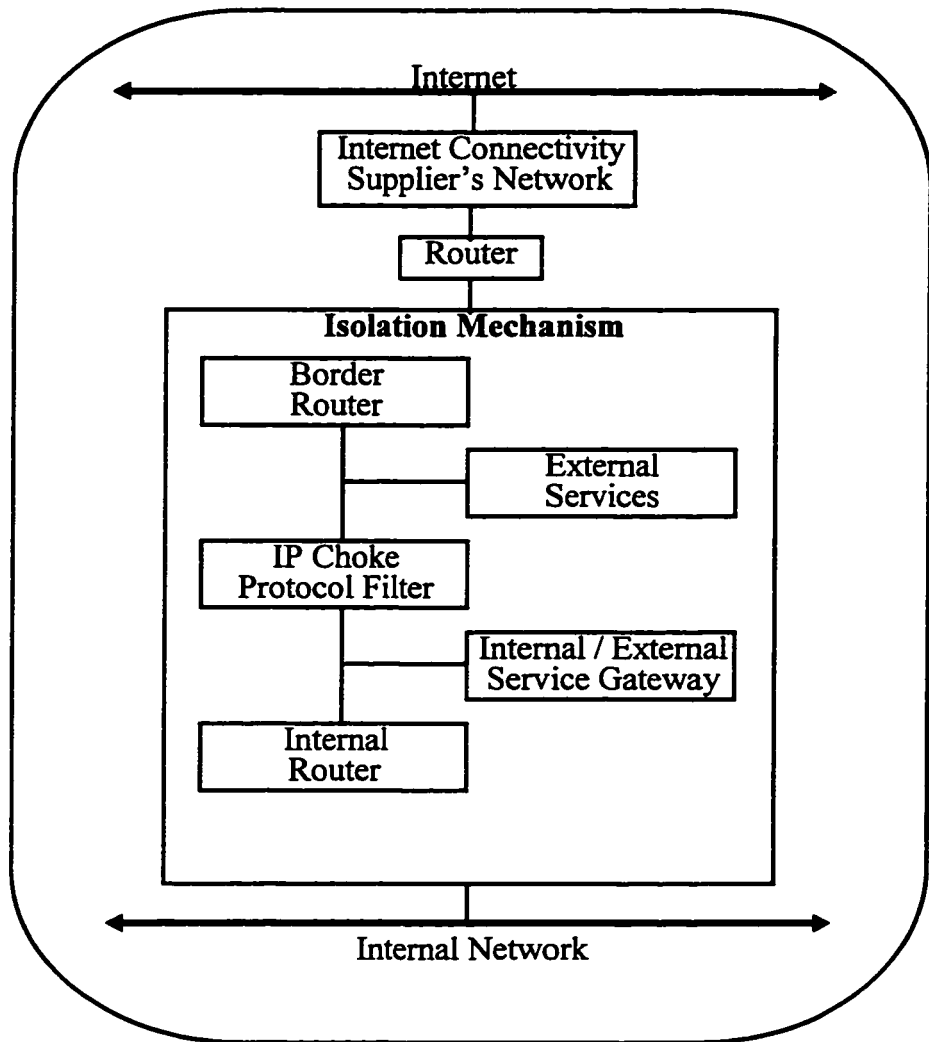 Internet
Internet Connectivity
Supplier's Network
Router
Isolation Mechanism
Border
Router
External
Services
IP Choke
Protocol Filter
Internal / External
Service Gateway
Internal
Router
Internal Network